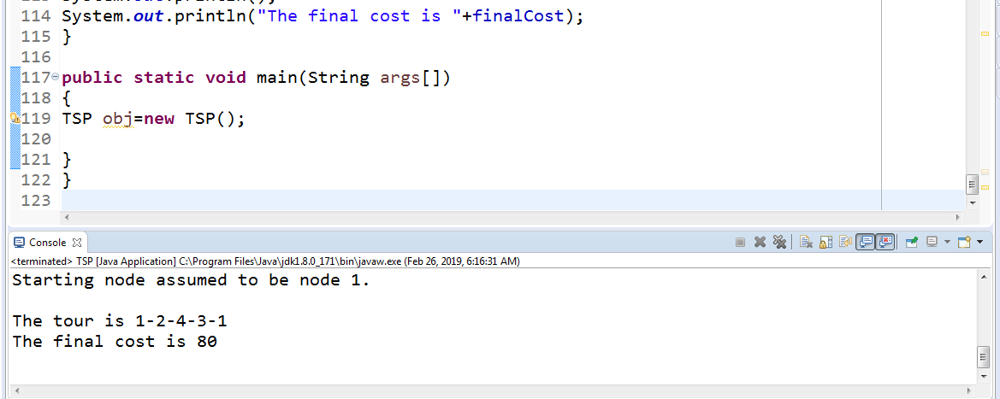 114 System.out.println("The final cost is "+finalCost);
115 }
116
117 public static void main(String args[])
118 {
119 TSP obj=new TSP();
120
121 }
122 }
123
Console
<terminated> TSP [Java Application] C:\Program Files\Java\jdk1.8.0_171\bin\javaw.exe (Feb 26, 2019, 6:16:31 AM)
Starting node assumed to be node 1.
The tour is 1-2-4-3-1
The final cost is 80